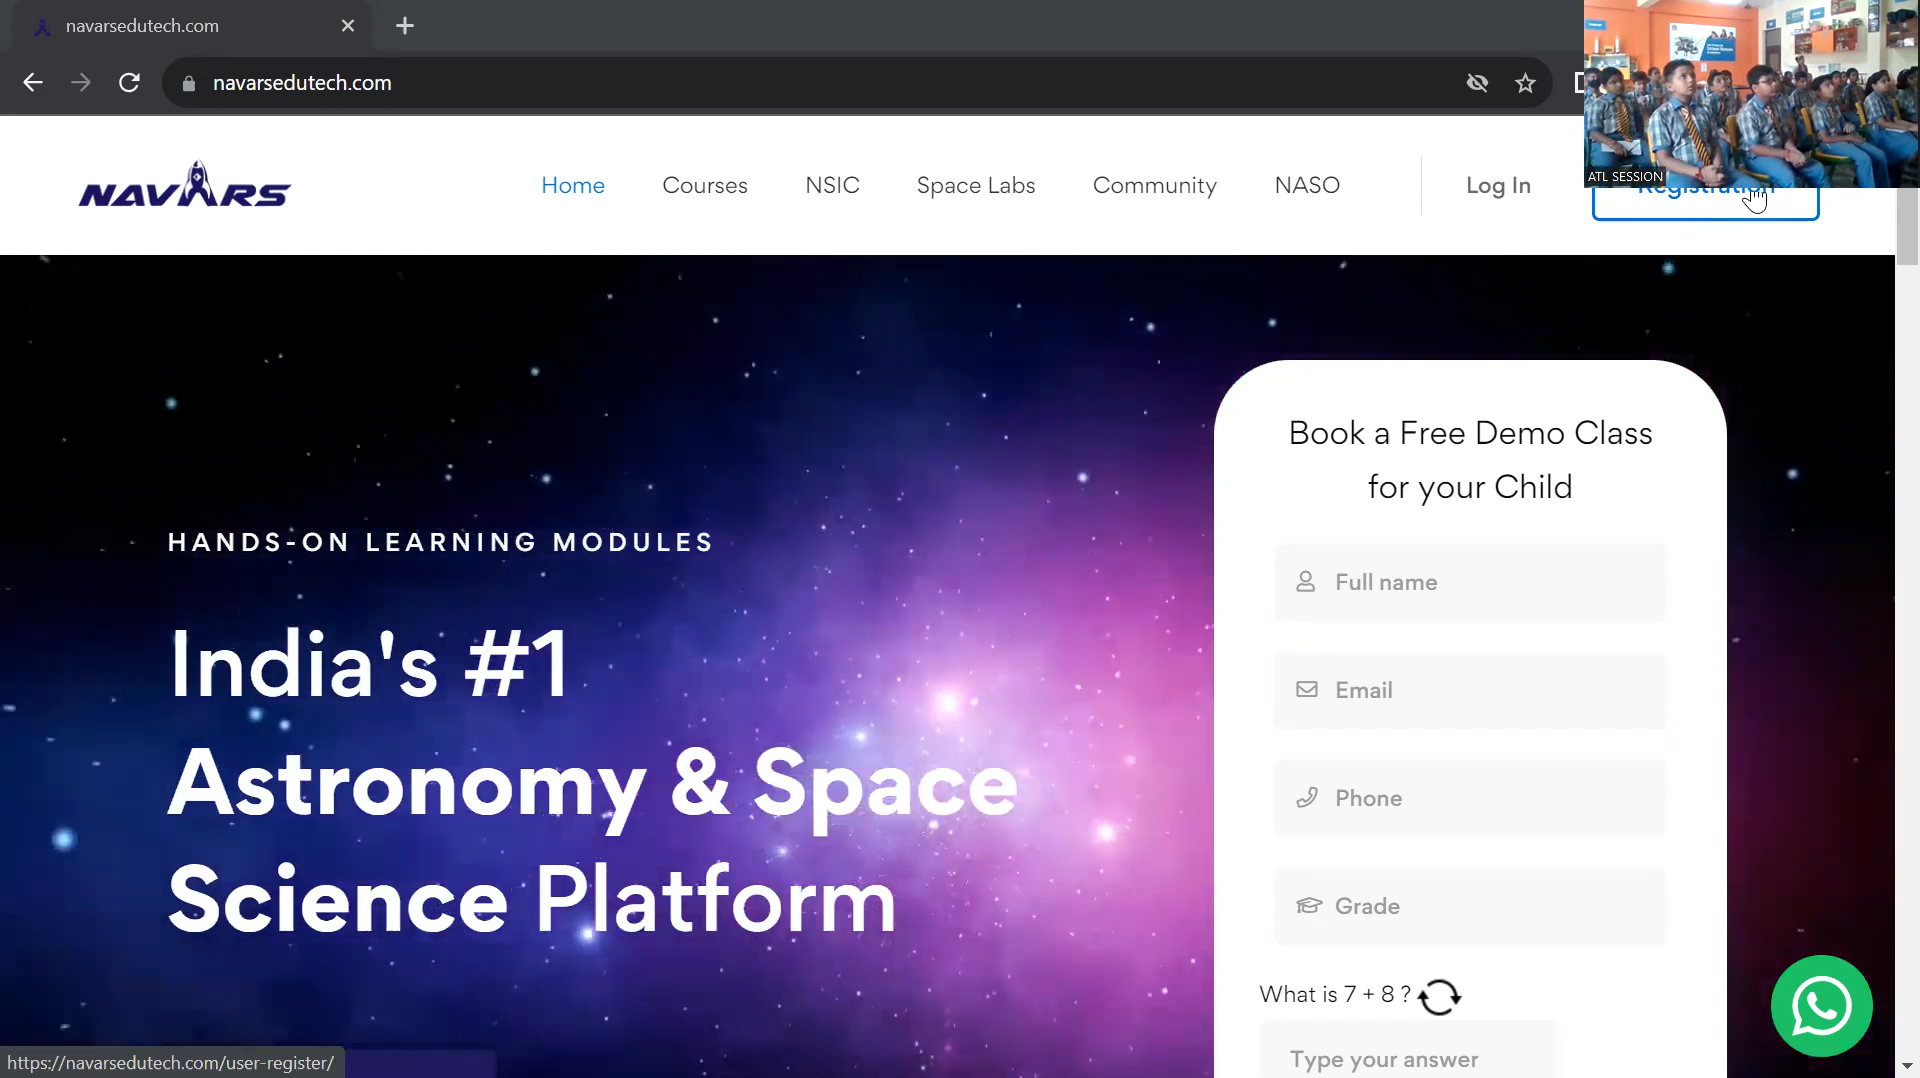 navarsedutech.com
navarsedutech.com
ATL SESSION
NAVARS
Home
Courses
NSIC
Space Labs
Community
NASO
Log In
Registration
Book a Free Demo Class
for your Child
HANDS-ON LEARNING MODULES
India's #1
Astronomy & Space
Science Platform
Full name
Email
Phone
Grade
What is 7 + 8 ?
Type your answer
https://navarsedutech.com/user-register/